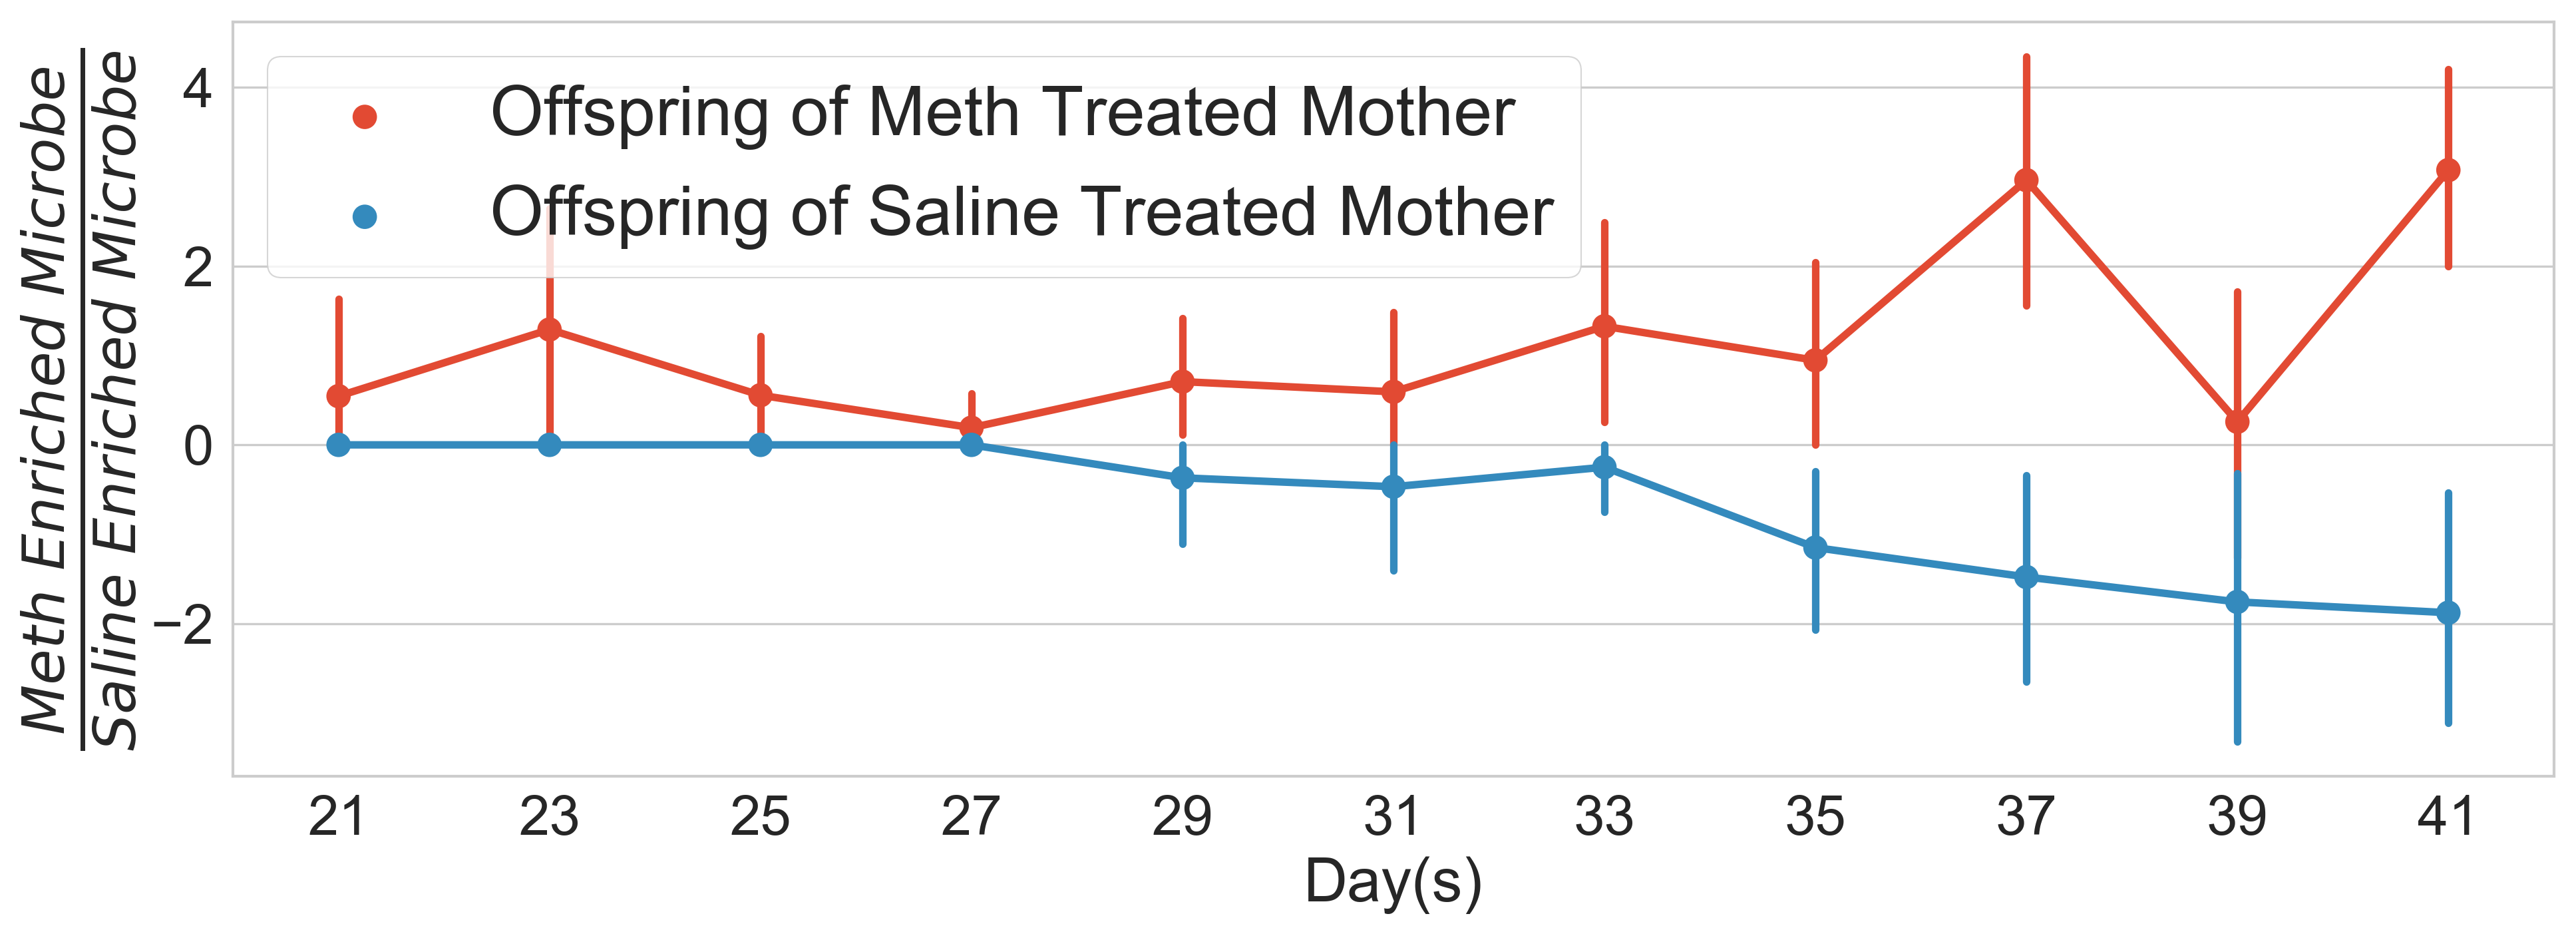 Meth Enriched Microbe
Saline Enriched Microbe
4
2
0
−2
Offspring of Meth Treated Mother
Offspring of Saline Treated Mother
21 23 25 27 29 31 33 35 37 39 41
Day(s)